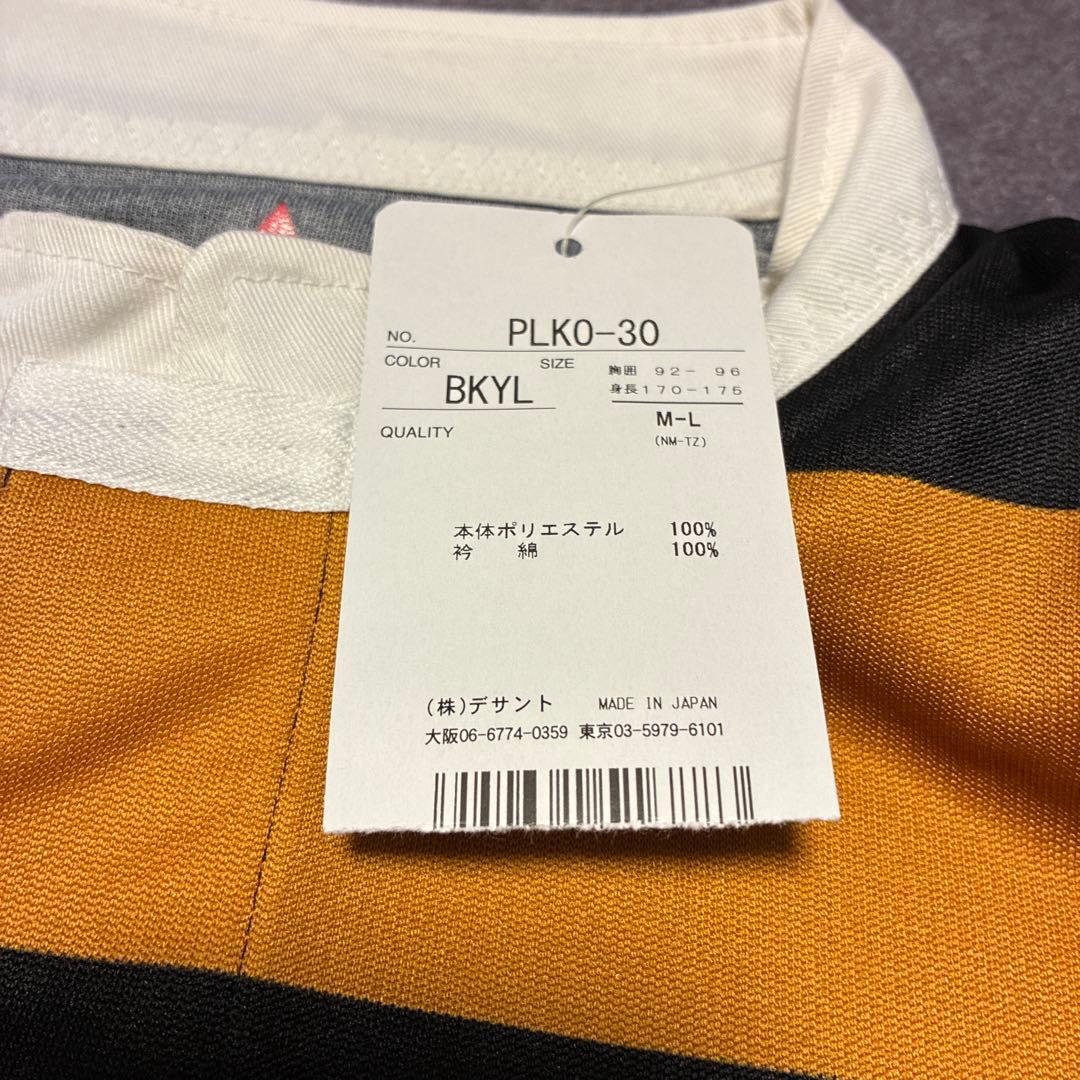 NO. PLK0-30
COLOR SIZE 胸囲 92- 96
BKYL 身長170-175
QUALITY M-L
(NM-TZ)
本体ポリエステル 100%
衿 綿 100%
(株)デサント MADE IN JAPAN
大阪06-6774-0359 東京03-5979-6101